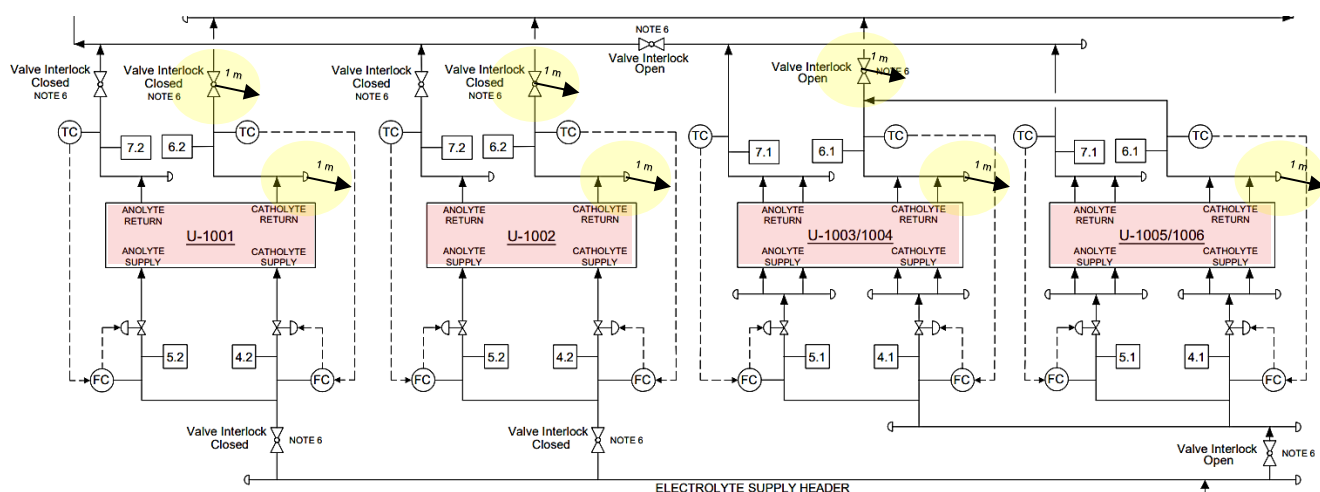 NOTE 6
Valve Interlock
Open
Valve Interlock
Closed
NOTE 6
Valve Interlock
Closed
NOTE 6
1 m
Valve Interlock
Closed
NOTE 6
Valve Interlock
Closed
NOTE 6
1 m
Valve Interlock
Open
NOTE 6
1 m
TC
7.2
6.2
TC
TC
7.2
6.2
TC
TC
7.1
6.1
TC
TC
7.1
6.1
TC
1 m
1 m
1 m
1 m
ANOLYTE
RETURN
CATHOLYTE
RETURN
U-1001
ANOLYTE
SUPPLY
CATHOLYTE
SUPPLY
ANOLYTE
RETURN
CATHOLYTE
RETURN
U-1002
ANOLYTE
SUPPLY
CATHOLYTE
SUPPLY
ANOLYTE
RETURN
CATHOLYTE
RETURN
U-1003/1004
ANOLYTE
SUPPLY
CATHOLYTE
SUPPLY
ANOLYTE
RETURN
CATHOLYTE
RETURN
U-1005/1006
ANOLYTE
SUPPLY
CATHOLYTE
SUPPLY
FC
5.2
4.2
FC
FC
5.2
4.2
FC
FC
5.1
4.1
FC
FC
5.1
4.1
FC
Valve Interlock
Closed
NOTE 6
Valve Interlock
Closed
NOTE 6
Valve Interlock
Open
NOTE 6
ELECTROLYTE SUPPLY HEADER